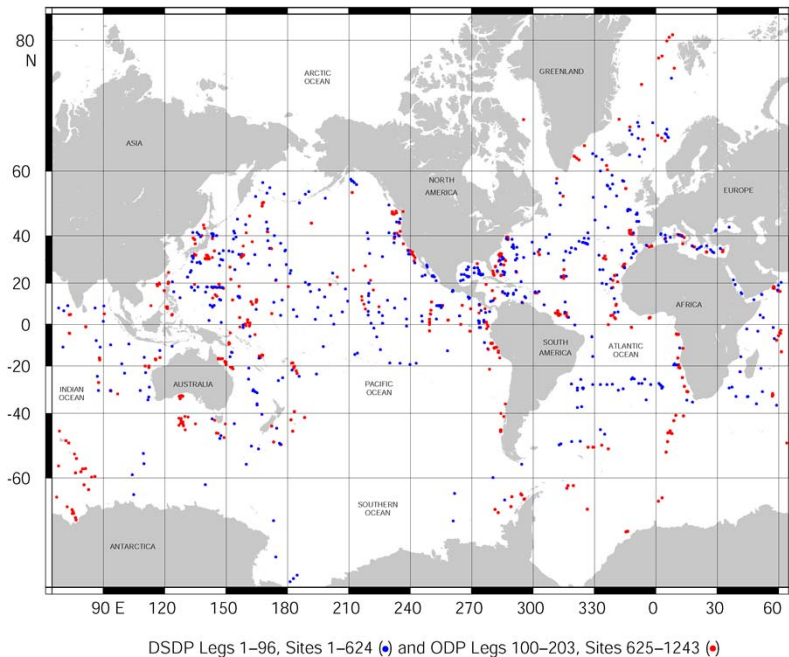 80
N
ARCTIC
OCEAN
GREENLAND
ASIA
60
NORTH
AMERICA
EUROPE
40
20
AFRICA
0
SOUTH
AMERICA
ATLANTIC
OCEAN
-20
INDIAN
OCEAN
AUSTRALIA
PACIFIC
OCEAN
-40
-60
SOUTHERN
OCEAN
ANTARCTICA
90 E 120 150 180 210 240 270 300 330 0 30 60
DSDP Legs 1–96, Sites 1–624 (•) and ODP Legs 100–203, Sites 625–1243 (•)